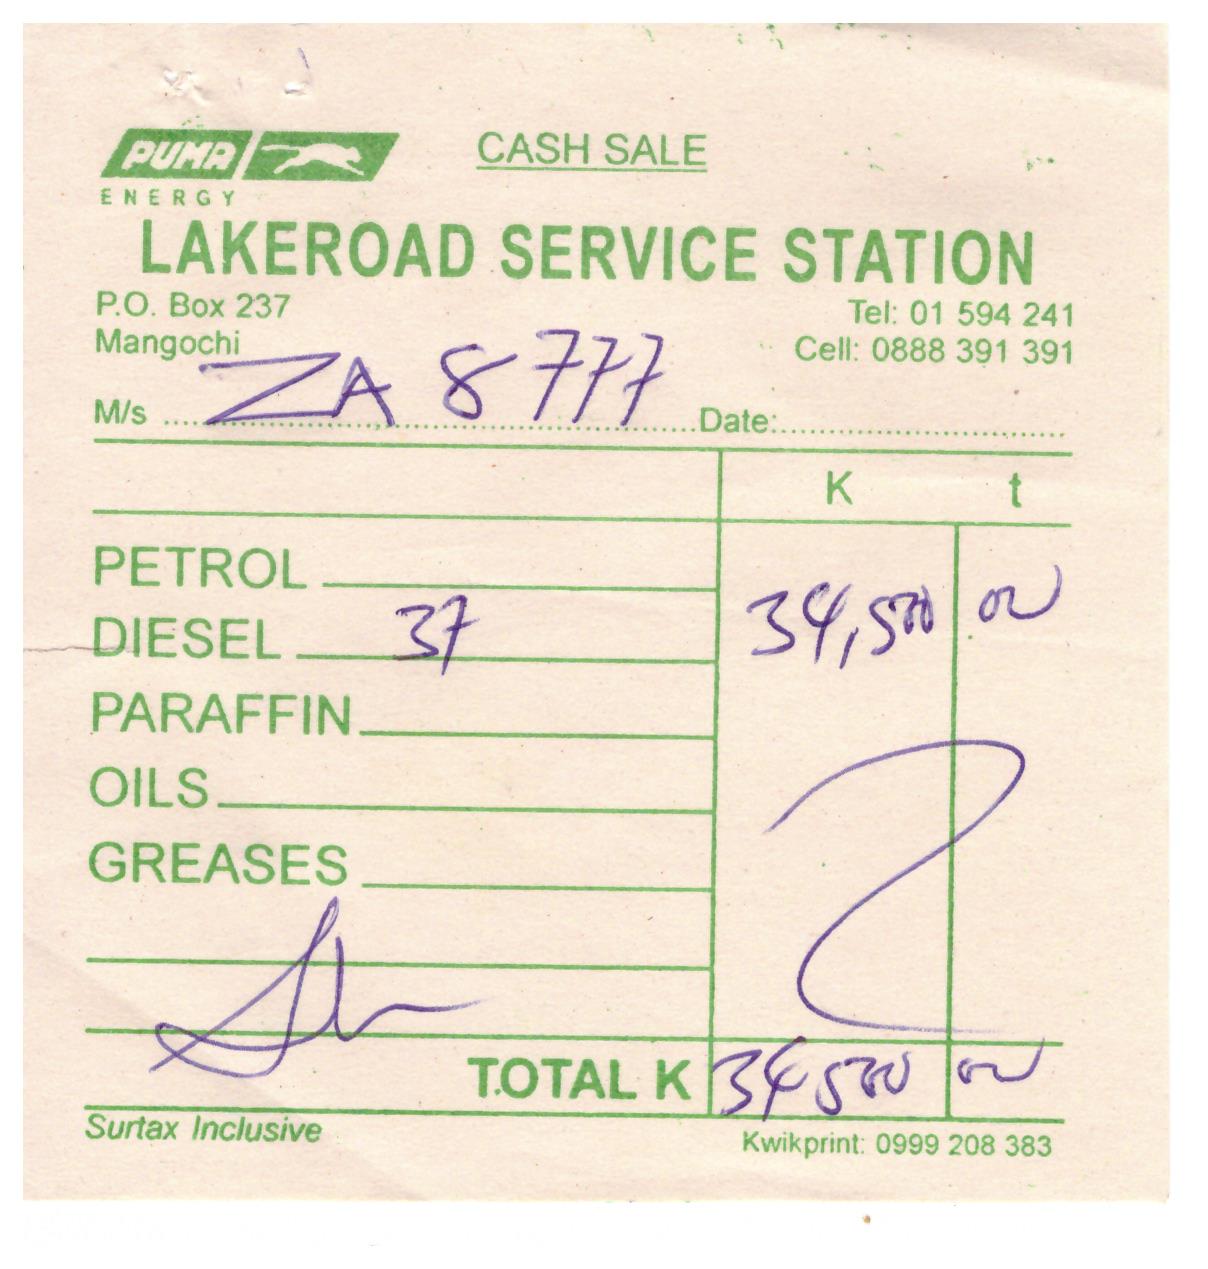 PUMA
ENERGY
CASH SALE
LAKEROAD SERVICE STATION
P.O. Box 237
Tel: 01 594 241
Mangochi
Cell: 0888 391 391
M/s ZA 8777 Date:
K t
PETROL
DIESEL 37 34,500 00
PARAFFIN
OILS
GREASES
TOTAL K 34500 00
Surtax Inclusive
Kwikprint: 0999 208 383